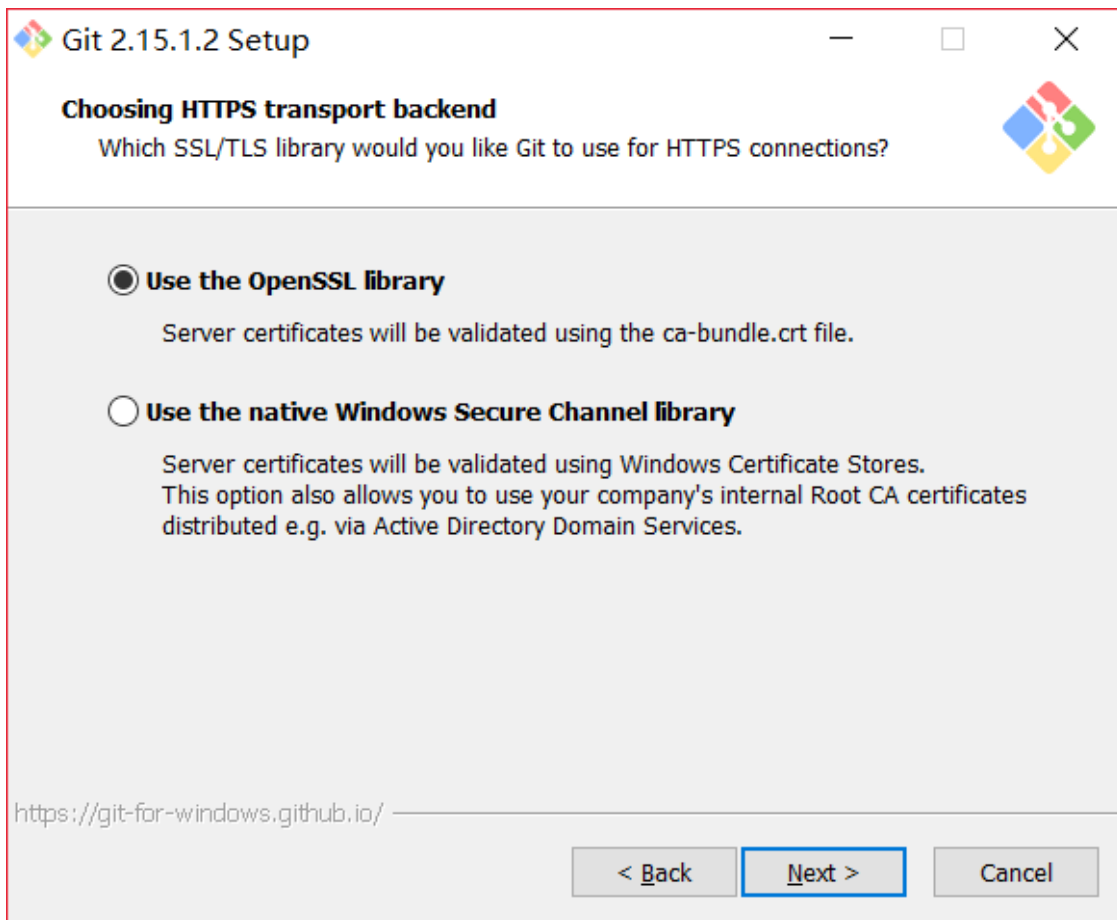 Git 2.15.1.2 Setup
Choosing HTTPS transport backend
Which SSL/TLS library would you like Git to use for HTTPS connections?
Use the OpenSSL library
Server certificates will be validated using the ca-bundle.crt file.
Use the native Windows Secure Channel library
Server certificates will be validated using Windows Certificate Stores.
This option also allows you to use your company's internal Root CA certificates
distributed e.g. via Active Directory Domain Services.
https://git-for-windows.github.io/
< Back
Next >
Cancel